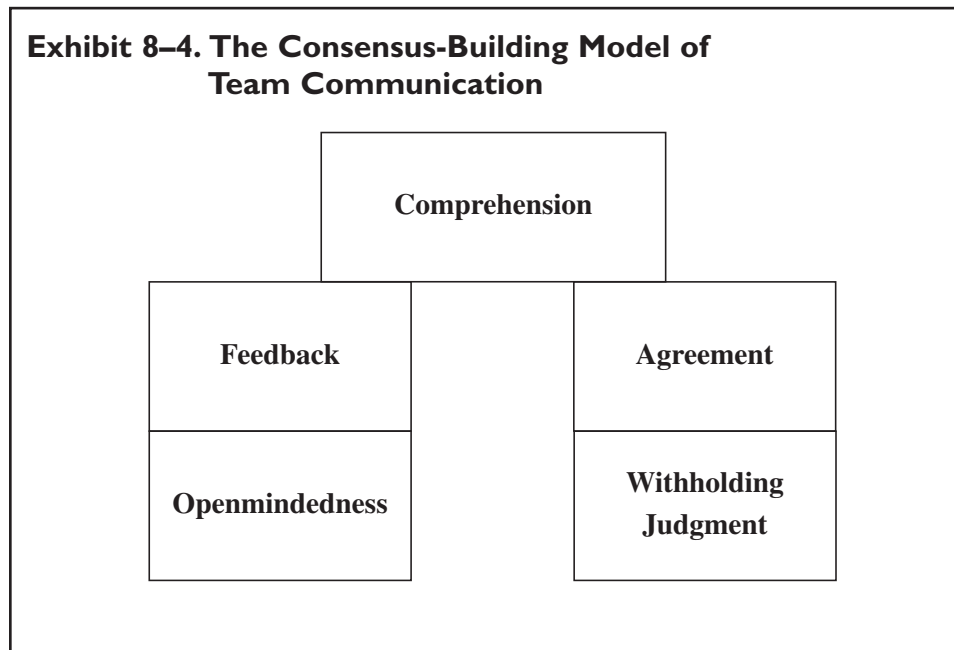 Exhibit 8–4. The Consensus-Building Model of
Team Communication
Comprehension
Feedback
Agreement
Openmindedness
Withholding
Judgment